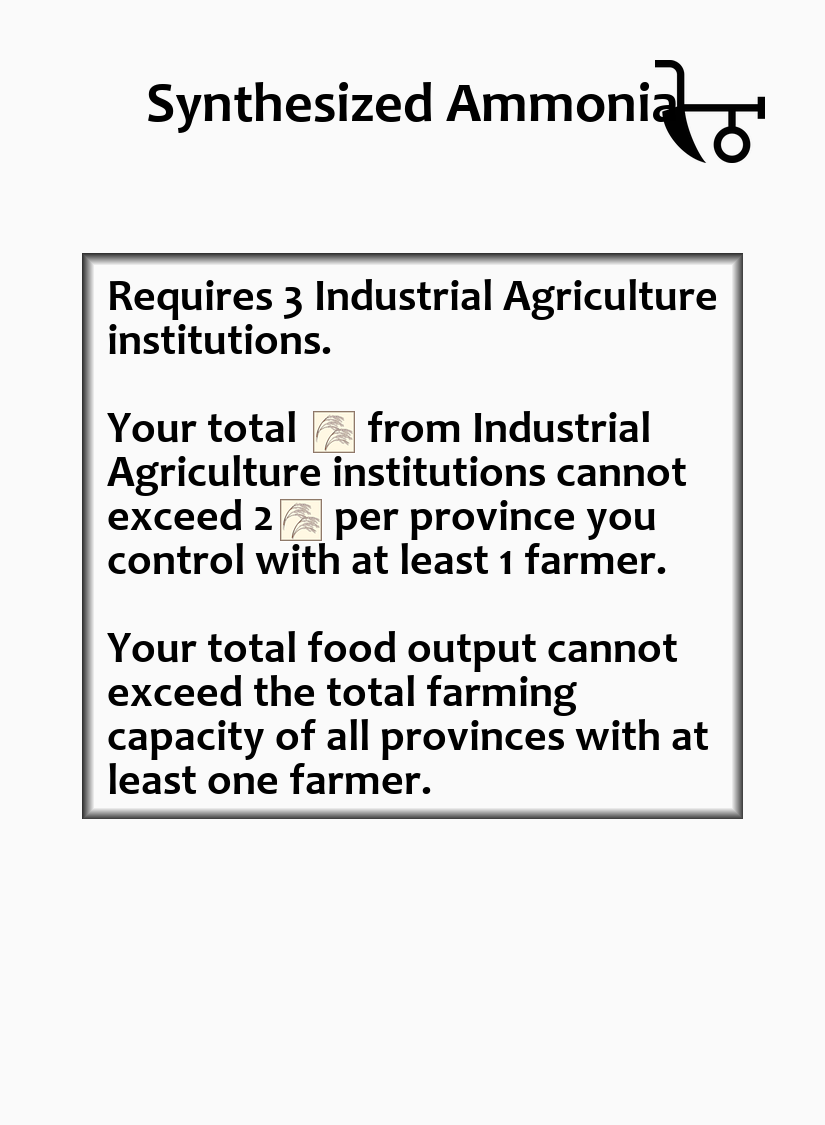 Synthesized Ammonia
Requires 3 Industrial Agriculture
institutions.
Your total from Industrial
Agriculture institutions cannot
exceed 2 per province you
control with at least 1 farmer.
Your total food output cannot
exceed the total farming
capacity of all provinces with at
least one farmer.